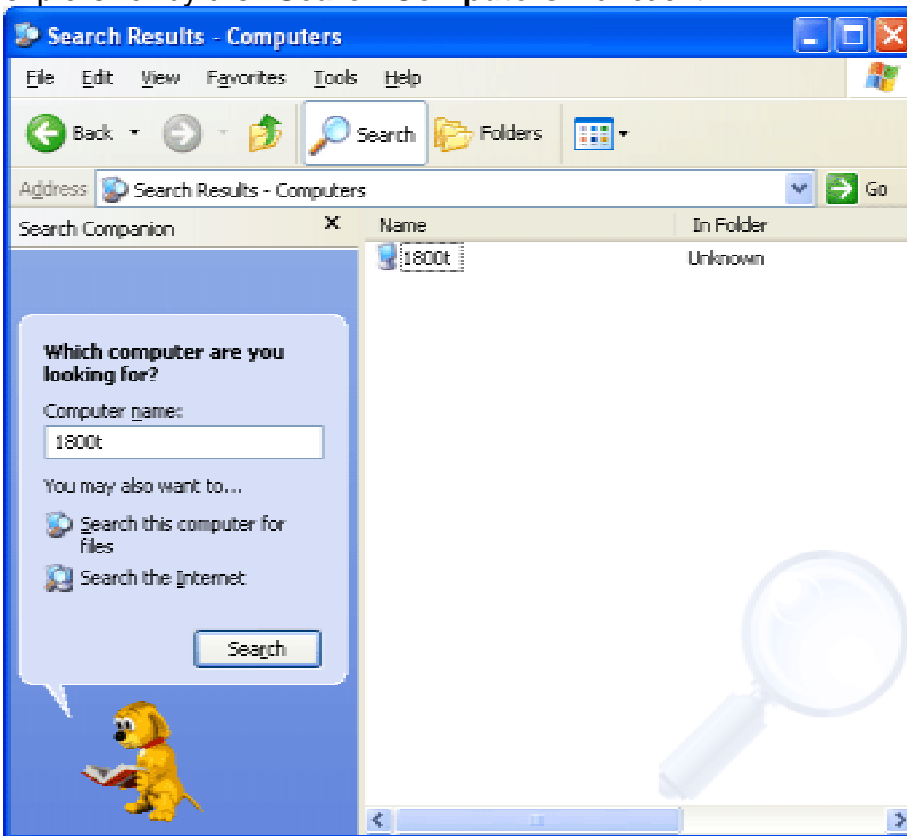 Search Results - Computers
File Edit View Favorites Tools Help
Back Search Folders
Address Search Results - Computers Go
Search Companion X Name In Folder
1800t Unknown
Which computer are you
looking for?
Computer name:
1800t
You may also want to...
Search this computer for
files
Search the Internet
Search